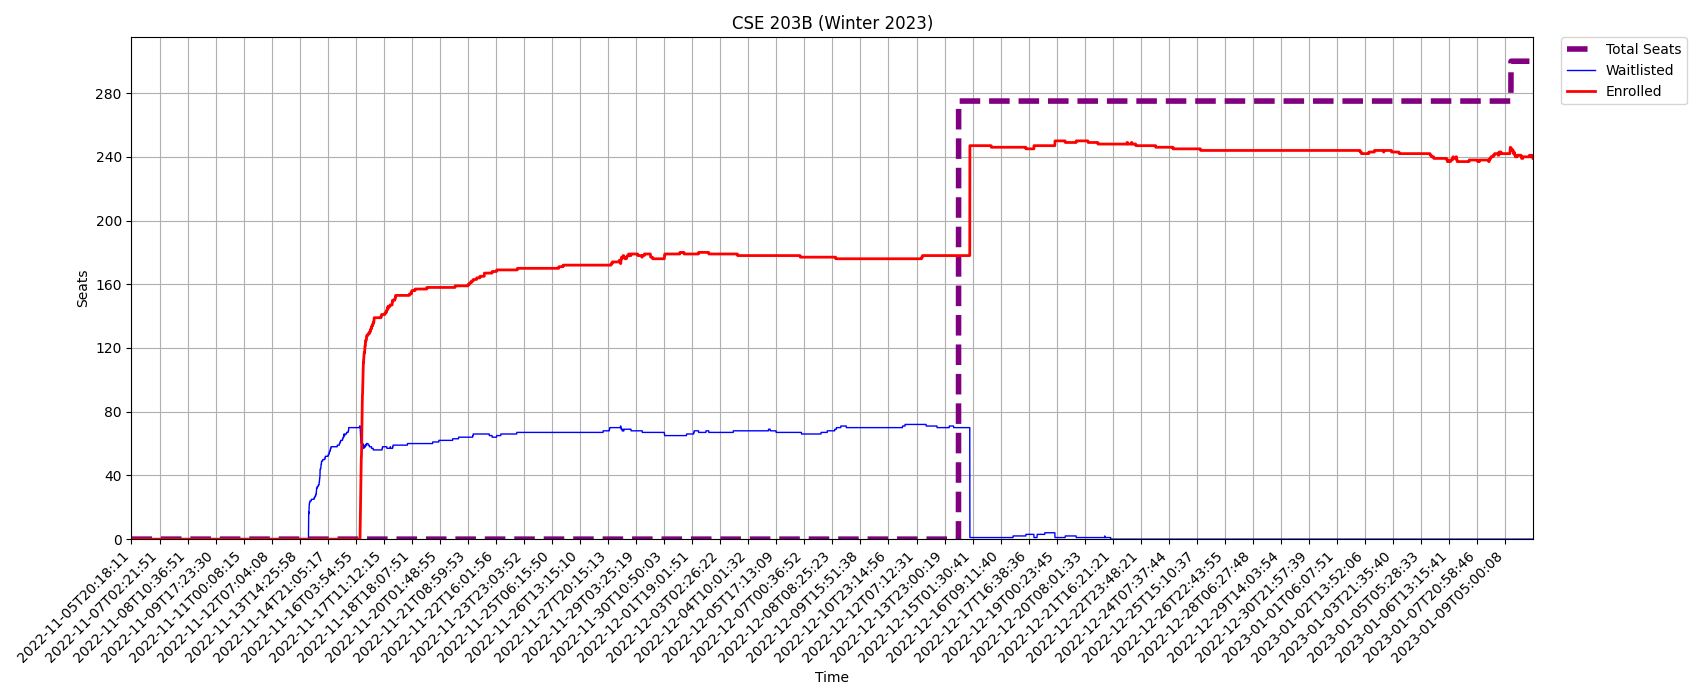 CSE 203B (Winter 2023)
Total Seats
Waitlisted
Enrolled
Seats
280
240
200
160
120
80
40
0
2022-11-05T20:18:11
2022-11-07T02:21:51
2022-11-08T10:36:51
2022-11-09T17:23:30
2022-11-11T00:08:15
2022-11-12T07:04:08
2022-11-13T14:25:58
2022-11-14T21:05:17
2022-11-16T03:54:55
2022-11-17T11:12:15
2022-11-18T18:07:51
2022-11-20T01:48:55
2022-11-21T08:59:53
2022-11-22T16:01:56
2022-11-23T23:03:52
2022-11-25T06:15:50
2022-11-26T13:15:10
2022-11-27T20:15:13
2022-11-29T03:25:19
2022-11-30T10:50:03
2022-12-01T19:01:51
2022-12-03T02:26:22
2022-12-04T10:01:32
2022-12-05T17:13:09
2022-12-07T00:36:52
2022-12-08T08:25:23
2022-12-09T15:51:38
2022-12-10T23:14:56
2022-12-12T07:12:31
2022-12-13T23:00:19
2022-12-15T01:30:41
2022-12-16T09:11:40
2022-12-17T16:38:36
2022-12-19T00:23:45
2022-12-20T08:01:33
2022-12-21T16:21:21
2022-12-22T23:48:21
2022-12-24T07:37:44
2022-12-25T15:10:37
2022-12-26T22:43:55
2022-12-28T06:27:48
2022-12-29T14:03:54
2022-12-30T21:57:39
2023-01-01T06:07:51
2023-01-02T13:52:06
2023-01-03T21:35:40
2023-01-05T05:28:33
2023-01-06T13:15:41
2023-01-07T20:58:46
2023-01-09T05:00:08
Time